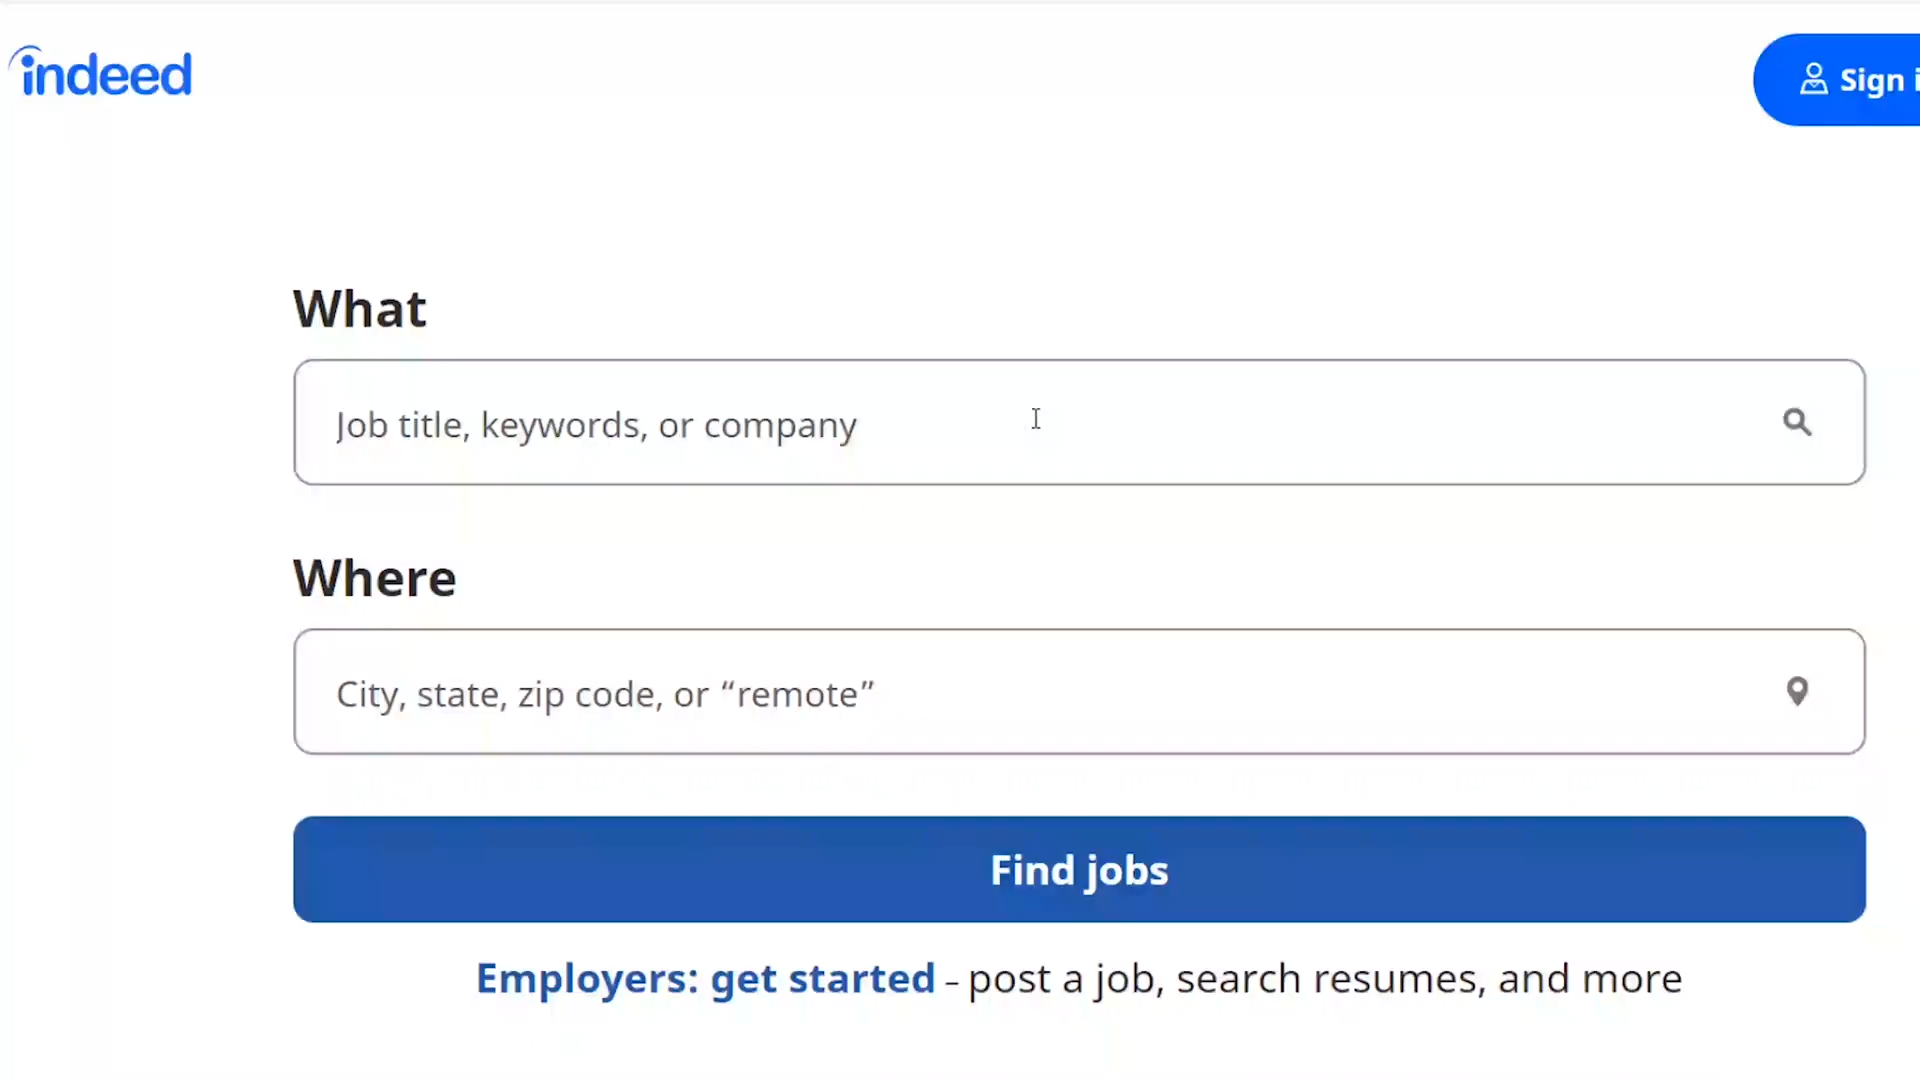 indeed
Sign
What
Job title, keywords, or company
Where
City, state, zip code, or “remote”
Find jobs
Employers: get started - post a job, search resumes, and more